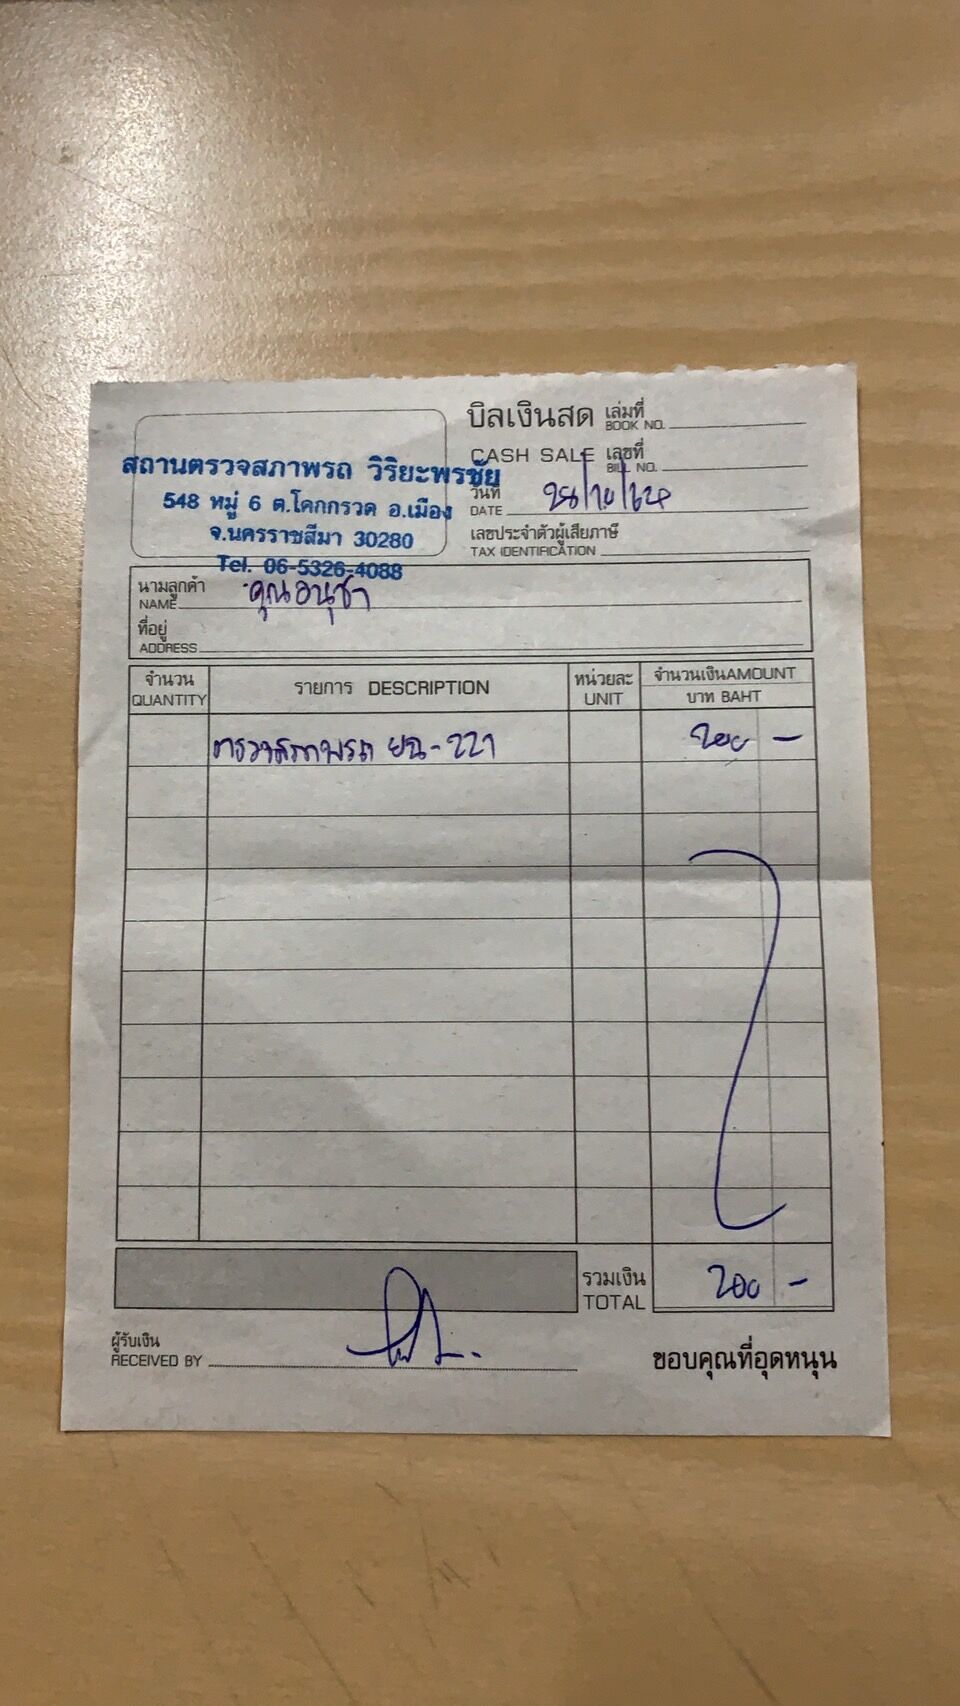 บิลเงินสด เล่มที่
BOOK NO.
CASH SALE เลขที่
BILL NO.
สถานตรวจสภาพรถ วิริยะพรชัย
548 หมู่ 6 ต.โคกกรวด อ.เมือง
จ.นครราชสีมา 30280
Tel. 06-5326-4088
วันที่
DATE
เลขประจำตัวผู้เสียภาษี
TAX IDENTIFICATION
นามลูกค้า คุณอนุชา
NAME
ที่อยู่
ADDRESS
จำนวน รายการ DESCRIPTION หน่วยละ จำนวนเงินAMOUNT
QUANTITY UNIT บาท BAHT
ตรวจสภาพรถ ยฉ-221 200 -
รวมเงิน 200 -
TOTAL
ผู้รับเงิน
RECEIVED BY
ขอบคุณที่อุดหนุน